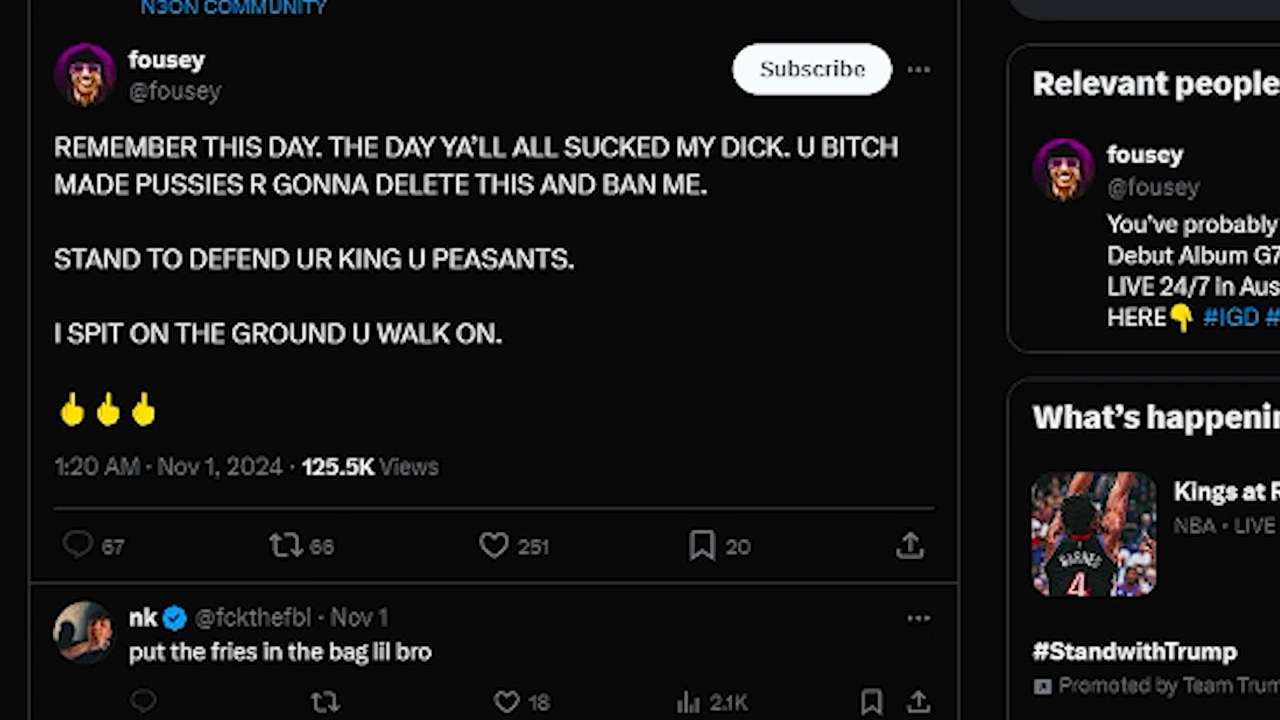 N3ON COMMUNITY
fousey
@fousey
Subscribe
REMEMBER THIS DAY. THE DAY YA'LL ALL SUCKED MY DICK. U BITCH
MADE PUSSIES R GONNA DELETE THIS AND BAN ME.
STAND TO DEFEND UR KING U PEASANTS.
I SPIT ON THE GROUND U WALK ON.
🖕🖕🖕
1:20 AM · Nov 1, 2024 · 125.5K Views
67 66 251 20
nk @fckthefbl · Nov 1
put the fries in the bag lil bro
18 2.1K
Relevant people
fousey
@fousey
You've probably
Debut Album G7
LIVE 24/7 in Aus
HERE👇 #IGD #
What's happenin
Kings at R
NBA · LIVE
BARNES
4
#StandwithTrump
Promoted by Team Trum